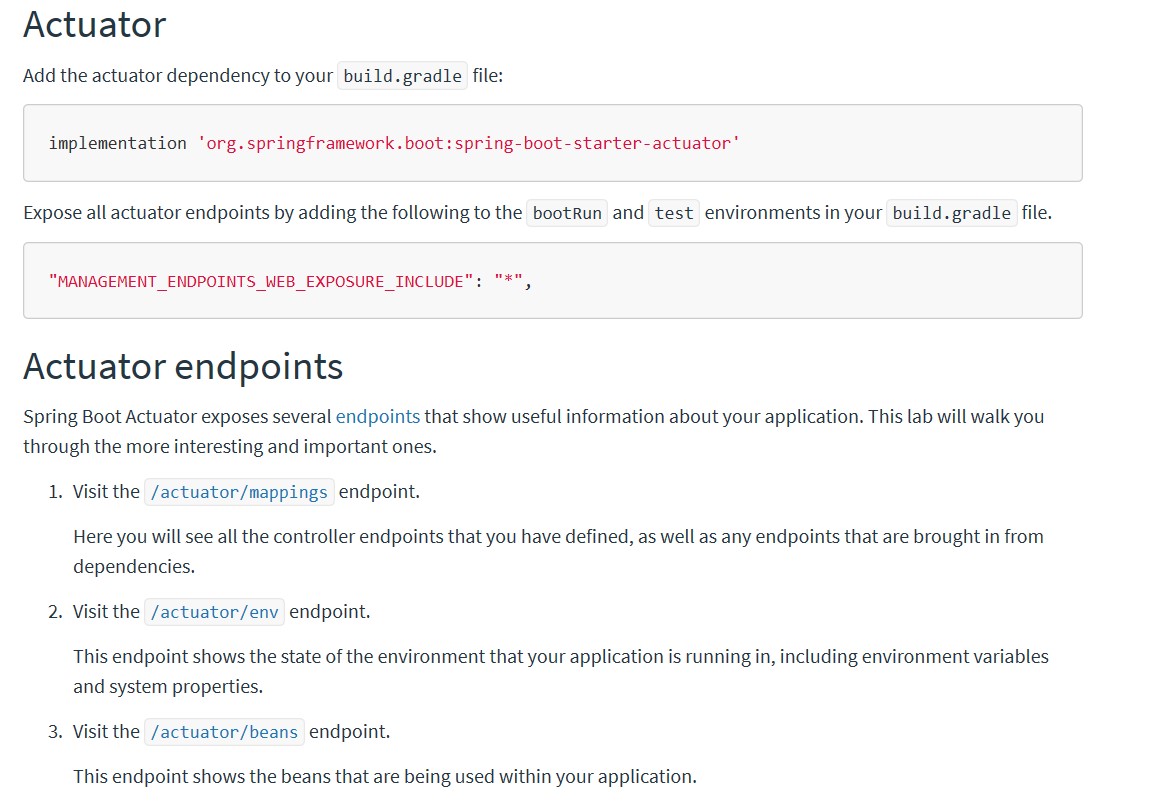 Actuator
Add the actuator dependency to your build.gradle file:
implementation 'org.springframework.boot:spring-boot-starter-actuator'
Expose all actuator endpoints by adding the following to the bootRun and test environments in your build.gradle file.
"MANAGEMENT_ENDPOINTS_WEB_EXPOSURE_INCLUDE": "*",
Actuator endpoints
Spring Boot Actuator exposes several endpoints that show useful information about your application. This lab will walk you
through the more interesting and important ones.
1. Visit the /actuator/mappings endpoint.
Here you will see all the controller endpoints that you have defined, as well as any endpoints that are brought in from
dependencies.
2. Visit the /actuator/env endpoint.
This endpoint shows the state of the environment that your application is running in, including environment variables
and system properties.
3. Visit the /actuator/beans endpoint.
This endpoint shows the beans that are being used within your application.